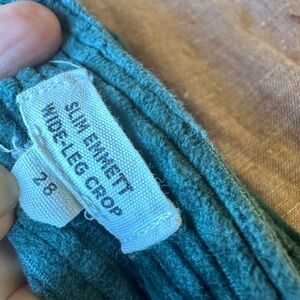 SLIM EMMETT
WIDE-LEG CROP
28